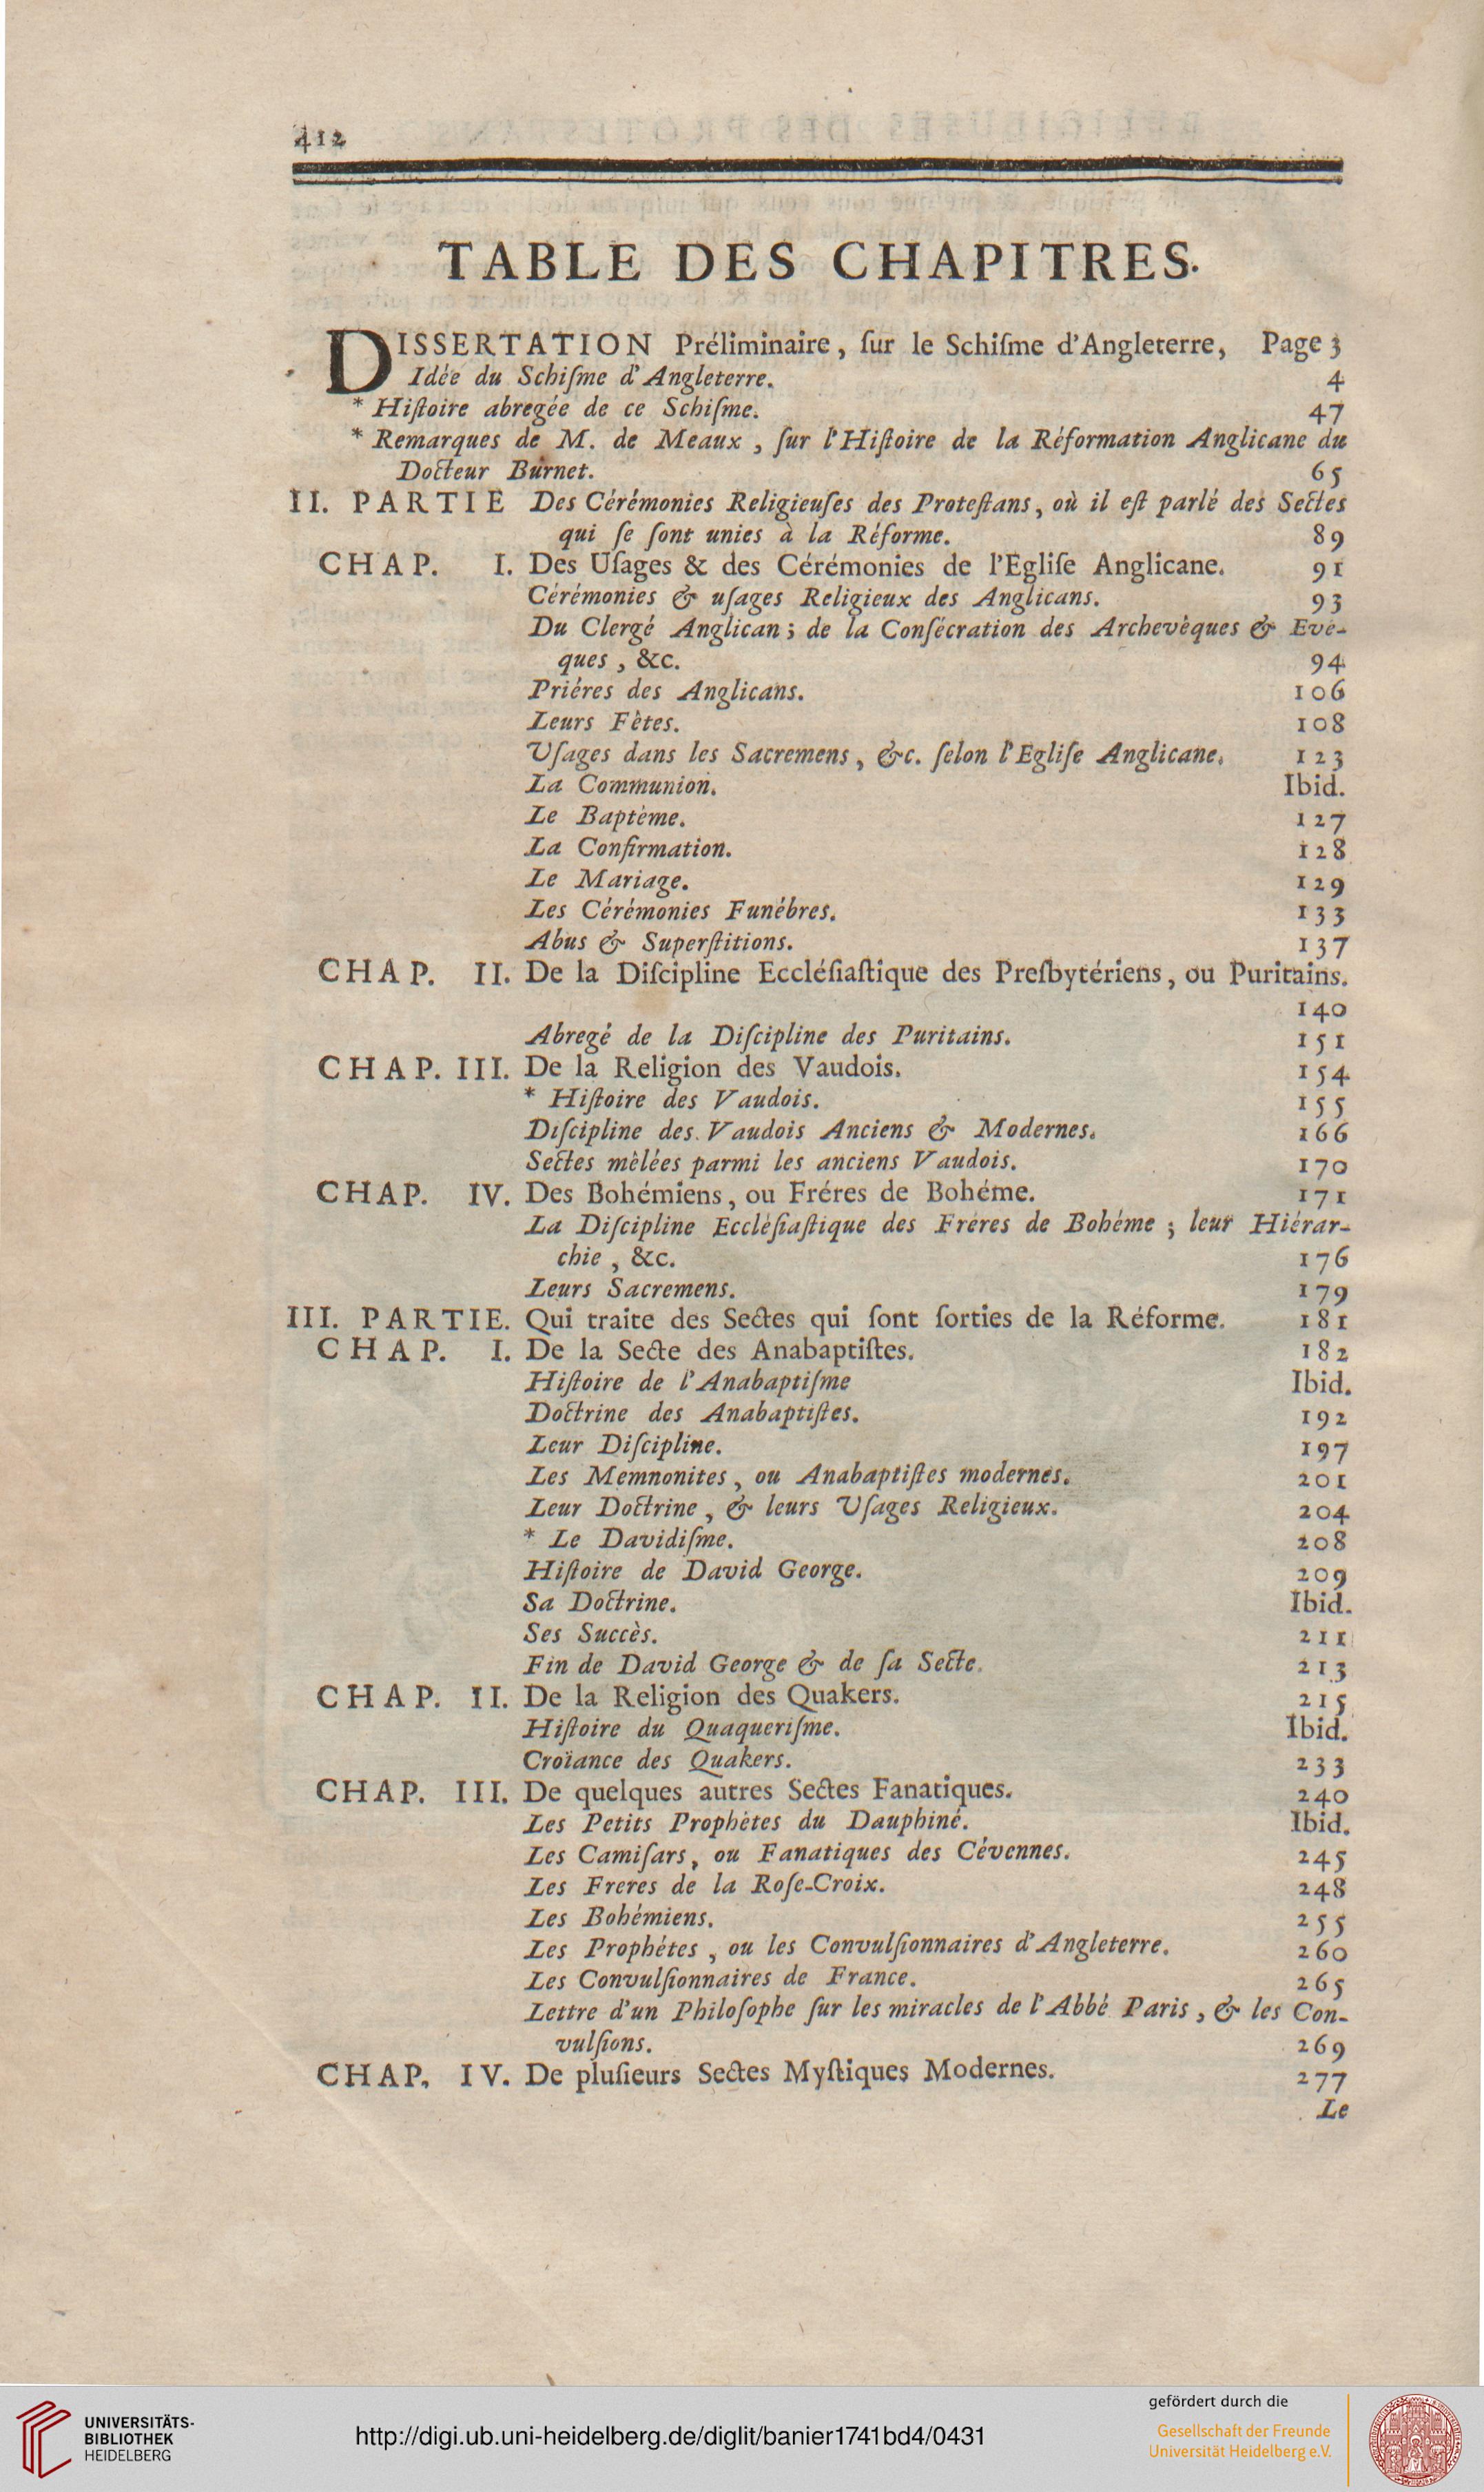 412
TABLE DES CHAPITRES.
DISSERTATION Préliminaire, ſur le Schiſme d'Angleterre, Page 3
Idée du Schiſme d'Angleterre. 4
* Hiſtoire abregée de ce Schiſme. 47
* Remarques de M. de Meaux, ſur l'Hiſtoire de la Réformation Anglicane du
Docteur Burnet. 65
II. PARTIE Des Cérémonies Religieuſes des Proteſtans, où il eſt parlé des Sectes
qui ſe ſont unies à la Réforme. 89
CHAP. I. Des Uſages & des Cérémonies de l'Egliſe Anglicane. 91
Cérémonies & uſages Religieux des Anglicans. 93
Du Clergé Anglican; de la Conſécration des Archevèques & Evè-
ques, &c. 94
Priéres des Anglicans. 106
Leurs Fètes. 108
Uſages dans les Sacremens, &c. ſelon l'Egliſe Anglicane. 123
La Communion. Ibid.
Le Baptème. 127
La Confirmation. 128
Le Mariage. 129
Les Cérémonies Funébres. 133
Abus & Superſtitions. 137
CHAP. II. De la Diſcipline Eccléſiaſtique des Presbytériens, ou Puritains.
140
Abregé de la Diſcipline des Puritains. 151
CHAP. III. De la Religion des Vaudois. 154
* Hiſtoire des Vaudois. 155
Diſcipline des Vaudois Anciens & Modernes. 166
Sectes mèlées parmi les anciens Vaudois. 170
CHAP. IV. Des Bohémiens, ou Fréres de Bohéme. 171
La Diſcipline Eccléſiaſtique des Fréres de Bohéme; leur Hiérar-
chie, &c. 176
Leurs Sacremens. 179
III. PARTIE. Qui traite des Sectes qui ſont ſorties de la Réforme. 181
CHAP. I. De la Secte des Anabaptiſtes. 182
Hiſtoire de l'Anabaptiſme Ibid.
Doctrine des Anabaptiſtes. 192
Leur Diſcipline. 197
Les Memnonites, ou Anabaptiſtes modernes. 201
Leur Doctrine, & leurs Uſages Religieux. 204
* Le Davidiſme. 208
Hiſtoire de David George. 209
Sa Doctrine. Ibid.
Ses Succès. 211
Fin de David George & de ſa Secte. 213
CHAP. II. De la Religion des Quakers. 215
Hiſtoire du Quaqueriſme. Ibid.
Croïance des Quakers. 233
CHAP. III. De quelques autres Sectes Fanatiques. 240
Les Petits Prophètes du Dauphiné. Ibid.
Les Camiſars, ou Fanatiques des Cévennes. 245
Les Freres de la Roſe-Croix. 248
Les Bohémiens. 255
Les Prophètes, ou les Convulſionnaires d'Angleterre. 260
Les Convulſionnaires de France. 265
Lettre d'un Philoſophe ſur les miracles de l'Abbé Paris, & les Con-
vulſions. 269
CHAP. IV. De pluſieurs Sectes Myſtiques Modernes. 277
Le
UNIVERSITÄTS-
BIBLIOTHEK
HEIDELBERG
http://digi.ub.uni-heidelberg.de/diglit/banier1741bd4/0431
gefördert durch die
Gesellschaft der Freunde
Universität Heidelberg e.V.